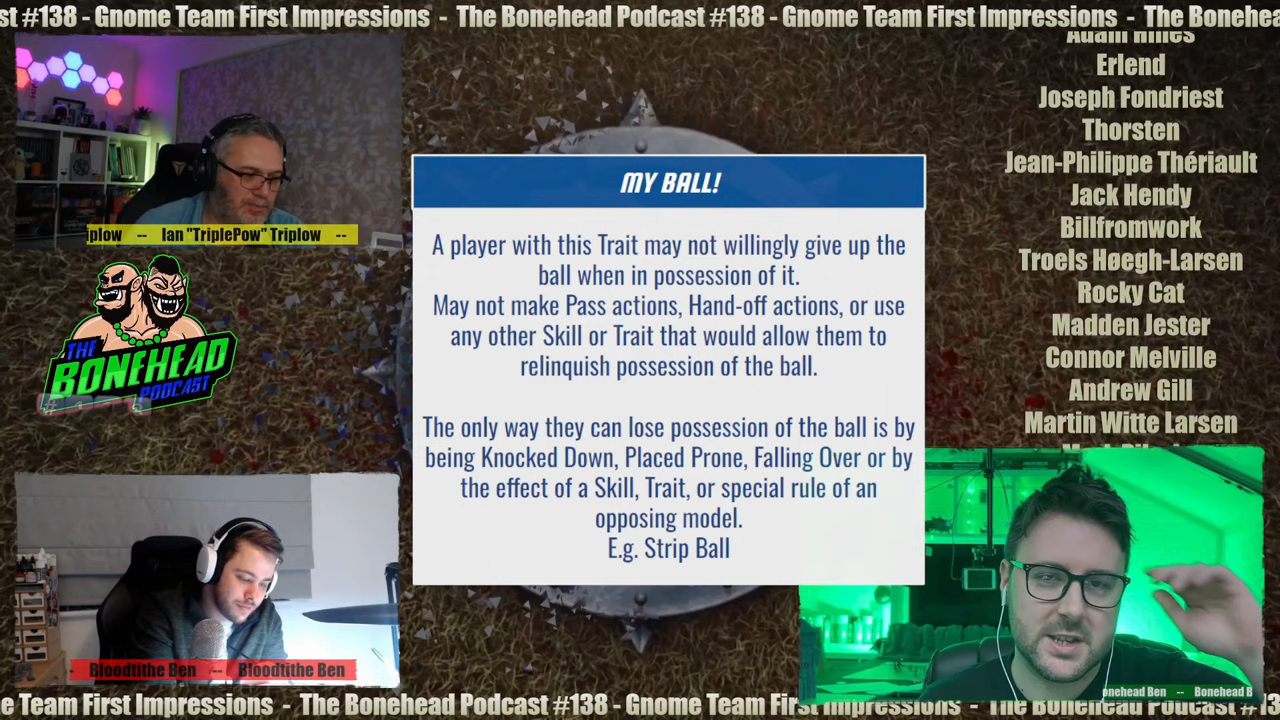 st #138 - Gnome Team First Impressions - The Bonehead Podcast #138 - Gnome Team First Impressions - The Bonehea
Adam Hines
Erlend
Joseph Fondriest
Thorsten
Jean-Philippe Thériault
Jack Hendy
Billfromwork
Troels Høegh-Larsen
Rocky Cat
Madden Jester
Connor Melville
Andrew Gill
Martin Witte Larsen
iplow -- Ian "TriplePow" Triplow --
THE
BONEHEAD
PODCAST
MY BALL!
A player with this Trait may not willingly give up the
ball when in possession of it.
May not make Pass actions, Hand-off actions, or use
any other Skill or Trait that would allow them to
relinquish possession of the ball.
The only way they can lose possession of the ball is by
being Knocked Down, Placed Prone, Falling Over or by
the effect of a Skill, Trait, or special rule of an
opposing model.
E.g. Strip Ball
- Bloodtithe Ben -- Bloodtithe Ben
onehead Ben -- Bonehead B
e Team First Impressions - The Bonehead Podcast #138 - Gnome Team First Impressions - The Bonehead Podcast #13